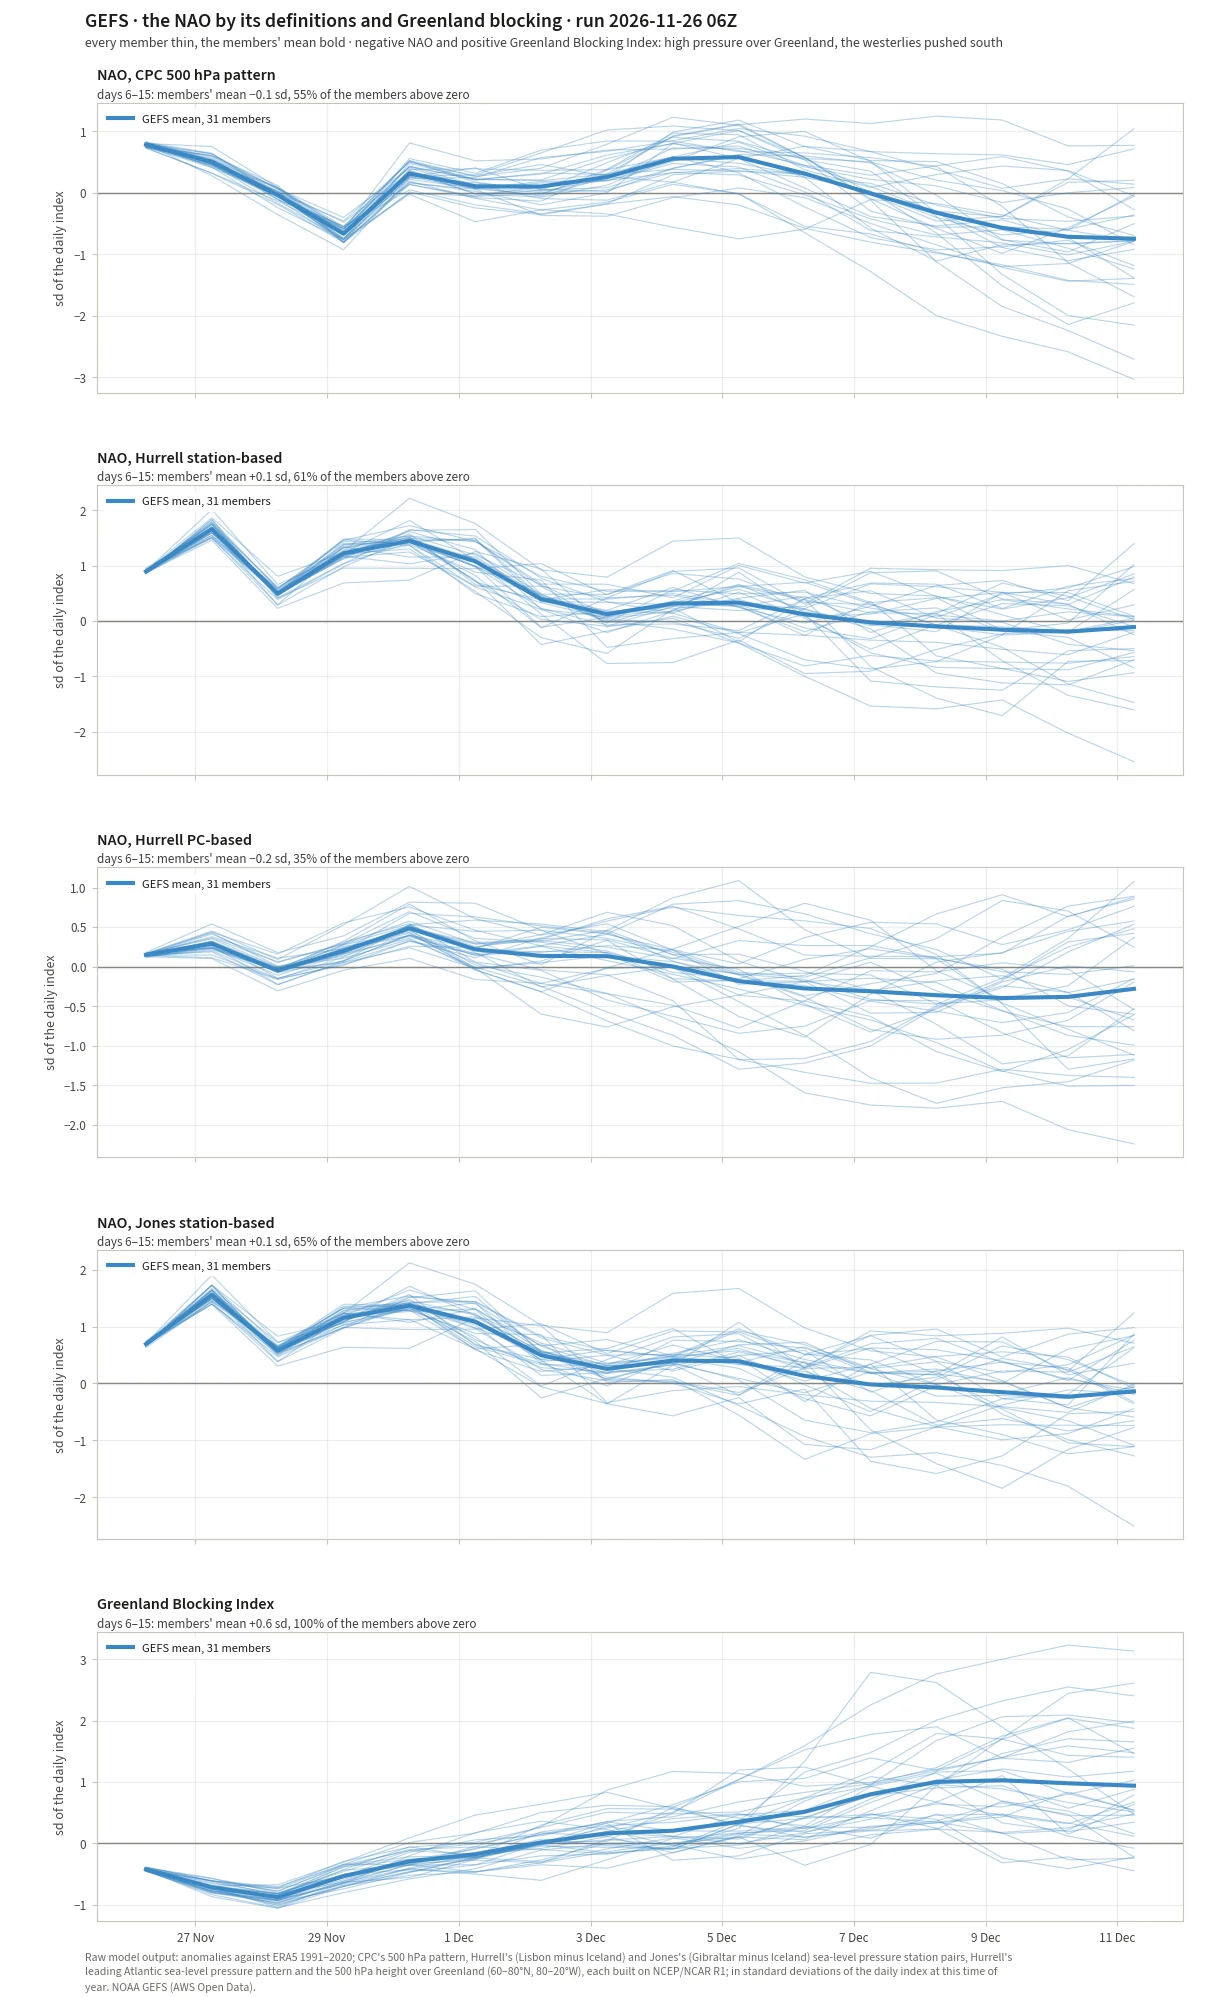 GEFS · the NAO by its definitions and Greenland blocking · run 2026-11-26 06Z
every member thin, the members' mean bold · negative NAO and positive Greenland Blocking Index: high pressure over Greenland, the westerlies pushed south
NAO, CPC 500 hPa pattern
days 6–15: members' mean −0.1 sd, 55% of the members above zero
GEFS mean, 31 members
1
0
−1
−2
−3
sd of the daily index
NAO, Hurrell station-based
days 6–15: members' mean +0.1 sd, 61% of the members above zero
GEFS mean, 31 members
2
1
0
−1
−2
sd of the daily index
NAO, Hurrell PC-based
days 6–15: members' mean −0.2 sd, 35% of the members above zero
GEFS mean, 31 members
1.0
0.5
0.0
−0.5
−1.0
−1.5
−2.0
sd of the daily index
NAO, Jones station-based
days 6–15: members' mean +0.1 sd, 65% of the members above zero
GEFS mean, 31 members
2
1
0
−1
−2
sd of the daily index
Greenland Blocking Index
days 6–15: members' mean +0.6 sd, 100% of the members above zero
GEFS mean, 31 members
3
2
1
0
−1
sd of the daily index
27 Nov 29 Nov 1 Dec 3 Dec 5 Dec 7 Dec 9 Dec 11 Dec
Raw model output: anomalies against ERA5 1991–2020; CPC's 500 hPa pattern, Hurrell's (Lisbon minus Iceland) and Jones's (Gibraltar minus Iceland) sea-level pressure station pairs, Hurrell's
leading Atlantic sea-level pressure pattern and the 500 hPa height over Greenland (60–80°N, 80–20°W), each built on NCEP/NCAR R1; in standard deviations of the daily index at this time of
year. NOAA GEFS (AWS Open Data).